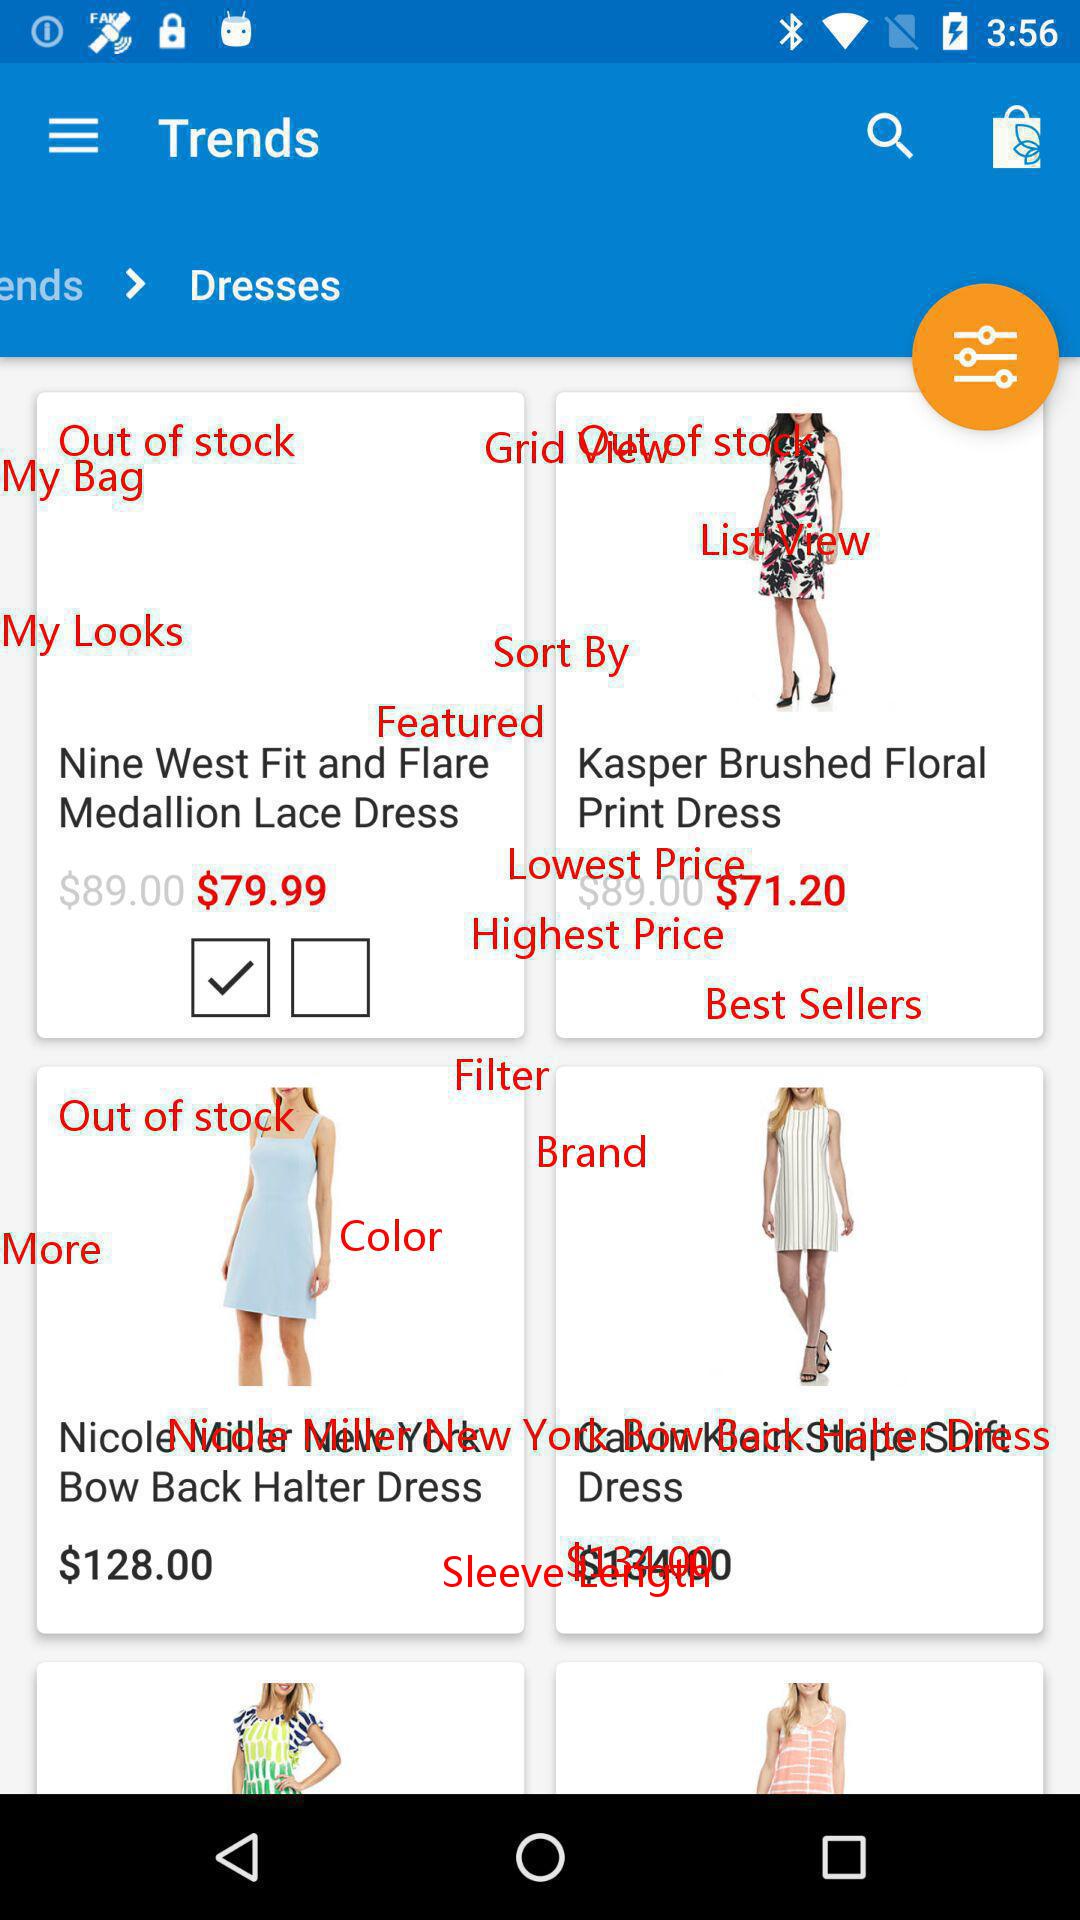 FAKE
3:56
Trends
ends > Dresses
Out of stock
Grid View
Out of stock
My Bag
List View
My Looks
Sort By
Featured
Nine West Fit and Flare
Medallion Lace Dress
$89.00 $79.99
Kasper Brushed Floral
Print Dress
Lowest Price
$89.00 $71.20
Highest Price
Best Sellers
Filter
Out of stock
Brand
Color
More
Nicole Miller New York
Bow Back Halter Dress
$128.00
Nicole Miller New York Bow Back Halter Dress
Calvin Klein Stripe Shift
Dress
$134.00
$134.00
Sleeve Length